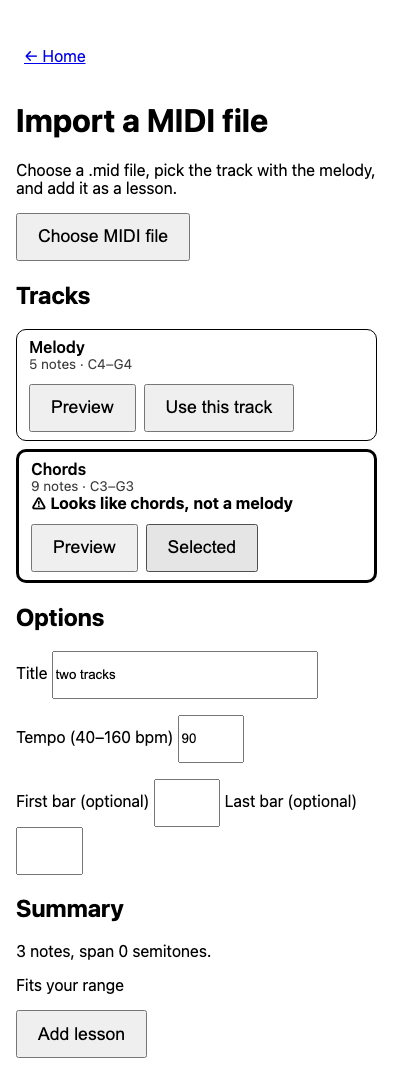 ← Home
Import a MIDI file
Choose a .mid file, pick the track with the melody,
and add it as a lesson.
Choose MIDI file
Tracks
Melody
5 notes · C4–G4
Preview
Use this track
Chords
9 notes · C3–G3
⚠ Looks like chords, not a melody
Preview
Selected
Options
Title two tracks
Tempo (40–160 bpm) 90
First bar (optional) Last bar (optional)
Summary
3 notes, span 0 semitones.
Fits your range
Add lesson